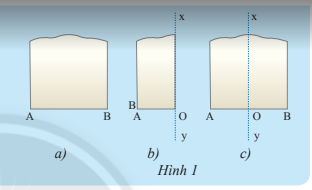 x x
B
A B A O A O B
y y
a) b) c)
Hình 1